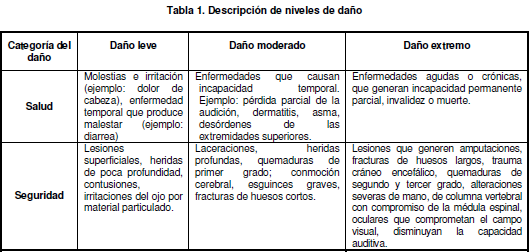 Tabla 1. Descripción de niveles de daño
Categoría del
daño
Daño leve
Daño moderado
Daño extremo
Salud
Molestias e irritación
(ejemplo: dolor de
cabeza), enfermedad
temporal que produce
malestar (ejemplo:
diarrea)
Enfermedades que causan
incapacidad temporal.
Ejemplo: pérdida parcial de la
audición, dermatitis, asma,
desórdenes de las
extremidades superiores.
Enfermedades agudas o crónicas,
que generan incapacidad permanente
parcial, invalidez o muerte.
Seguridad
Lesiones
superficiales, heridas
de poca profundidad,
contusiones,
irritaciones del ojo por
material particulado.
Laceraciones, heridas
profundas, quemaduras de
primer grado; conmoción
cerebral, esguinces graves,
fracturas de huesos cortos.
Lesiones que generen amputaciones,
fracturas de huesos largos, trauma
cráneo encefálico, quemaduras de
segundo y tercer grado, alteraciones
severas de mano, de columna vertebral
con compromiso de la médula espinal,
oculares que comprometan el campo
visual, disminuyan la capacidad
auditiva.